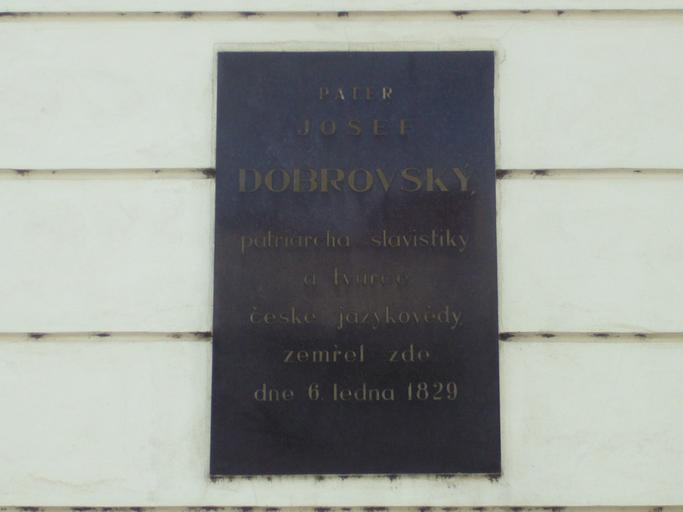 PATER
JOSEF
DOBROVSKÝ
patriarcha slavistiky
a tvůrce
české jazykovědy,
zemřel zde
dne 6. ledna 1829